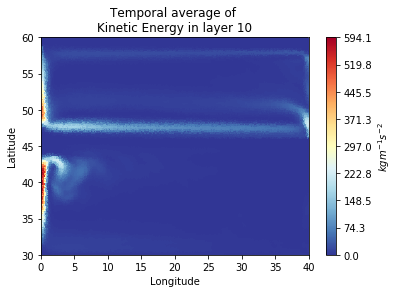 Temporal average of
Kinetic Energy in layer 10
60
55
50
45
40
35
30
Latitude
0 5 10 15 20 25 30 35 40
Longitude
594.1
519.8
445.5
371.3
297.0
222.8
148.5
74.3
0.0
kgm⁻¹s⁻²